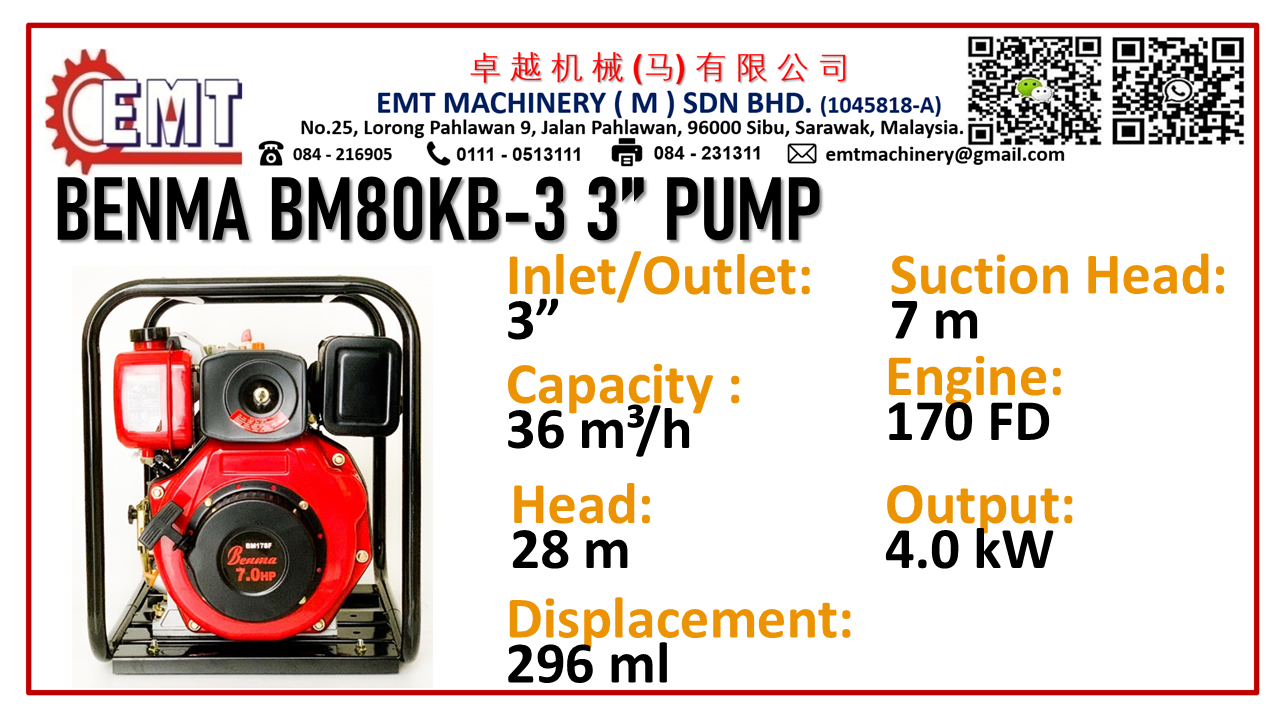 EMT
卓越机械(马)有限公司
EMT MACHINERY ( M ) SDN BHD. (1045818-A)
No.25, Lorong Pahlawan 9, Jalan Pahlawan, 96000 Sibu, Sarawak, Malaysia.
084 - 216905 0111 - 0513111 084 - 231311 emtmachinery@gmail.com
BENMA BM80KB-3 3” PUMP
Inlet/Outlet:
3”
Capacity :
36 m³/h
Head:
28 m
Displacement:
296 ml
Suction Head:
7 m
Engine:
170 FD
Output:
4.0 kW
BM178F
Benma
7.0HP